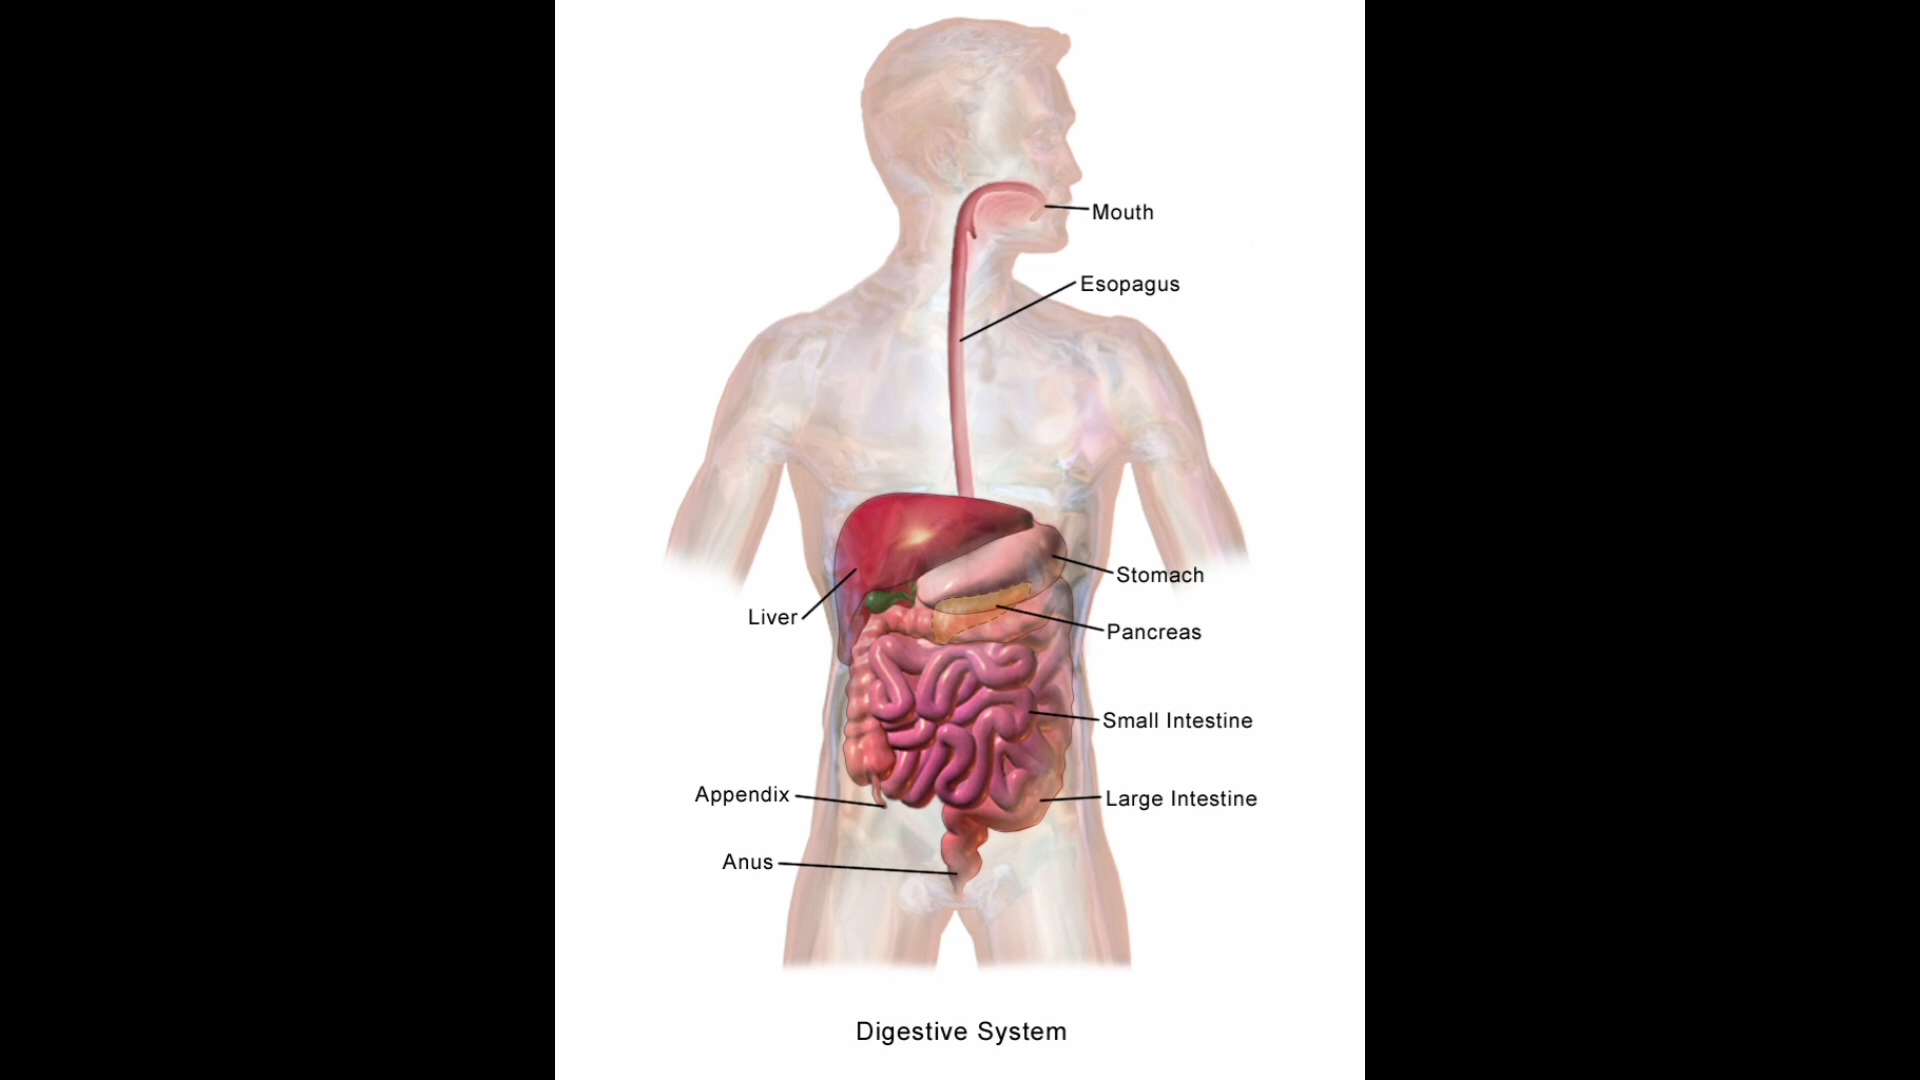 Mouth
Esopagus
Stomach
Liver
Pancreas
Small Intestine
Appendix
Large Intestine
Anus
Digestive System